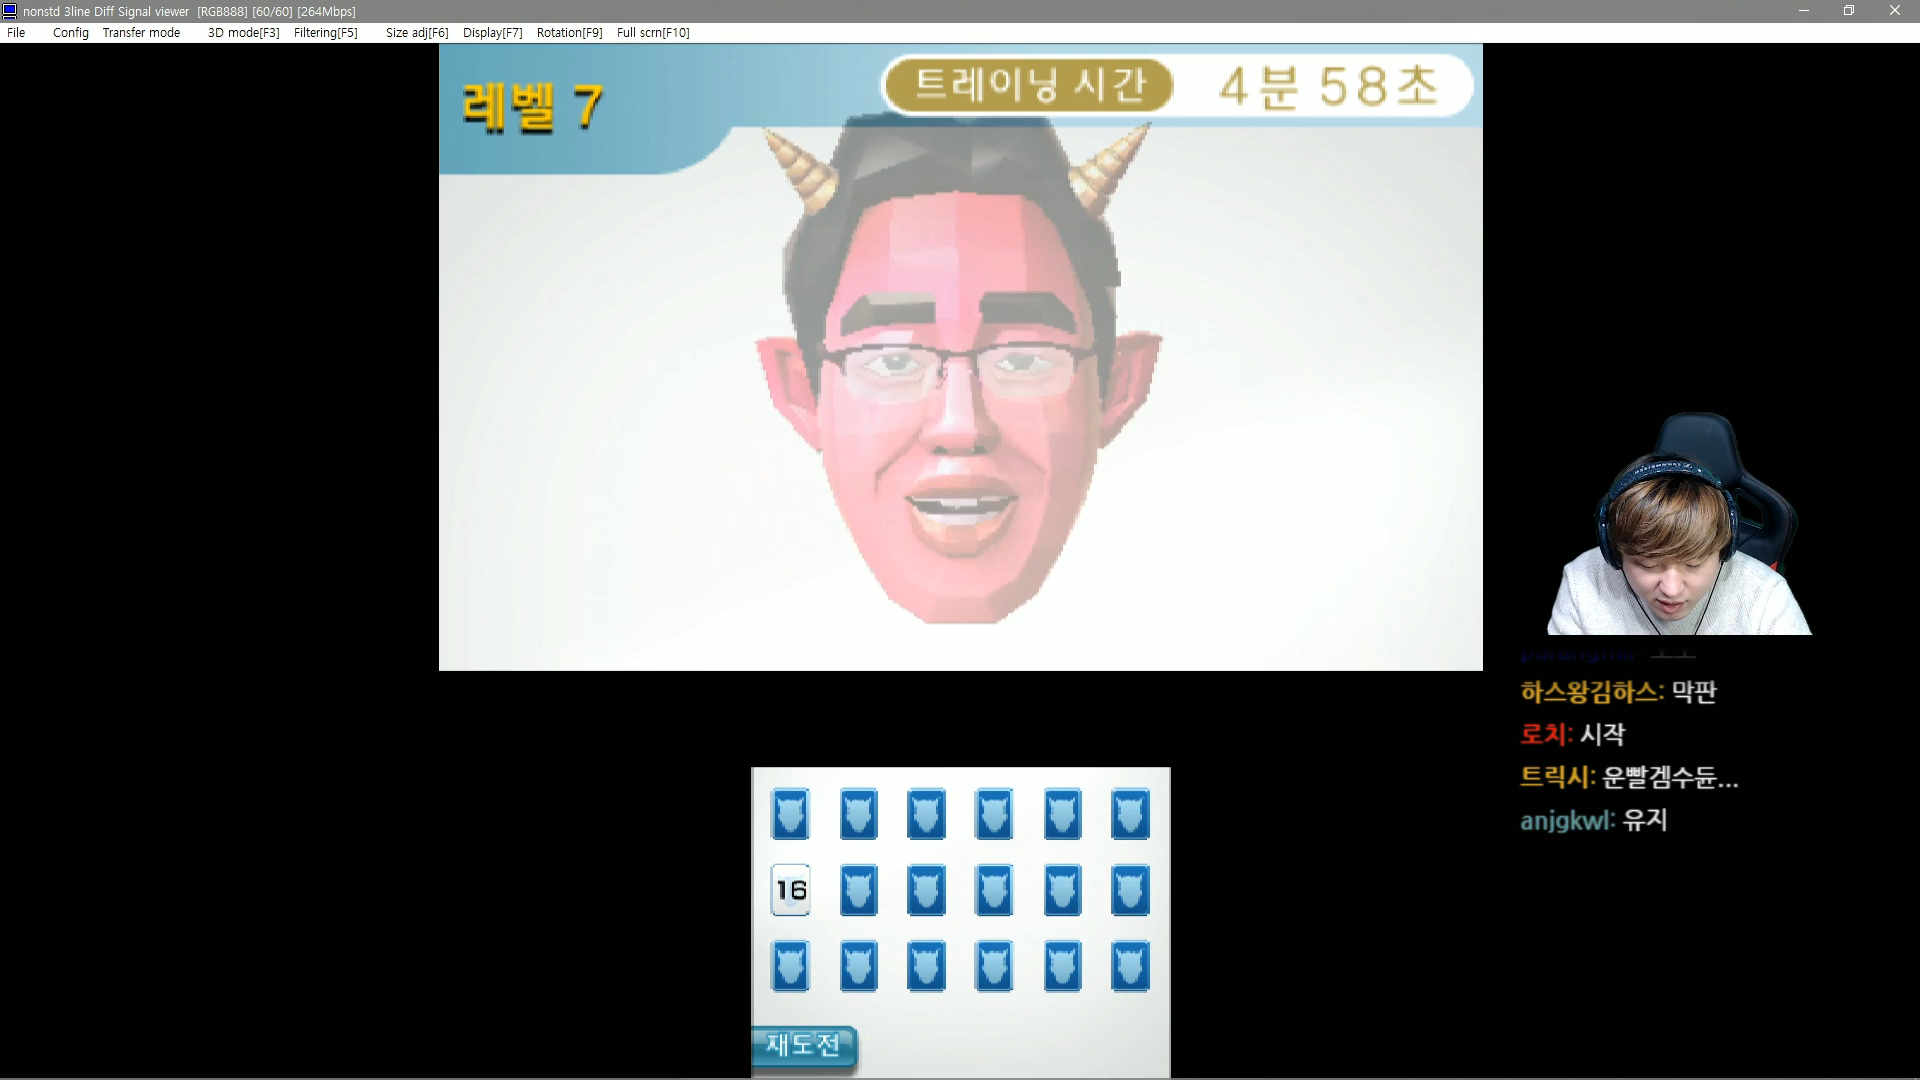 nonstd 3line Diff Signal viewer [RGB888] [60/60] [264Mbps]
File Config Transfer mode 3D mode[F3] Filtering[F5] Size adj[F6] Display[F7] Rotation[F9] Full scrn[F10]
레벨 7
트레이닝 시간 4분 58초
하스왕김하스: 막판
로치: 시작
트릭시: 운빨겜수듄...
anjgkwl: 유지
16
재도전